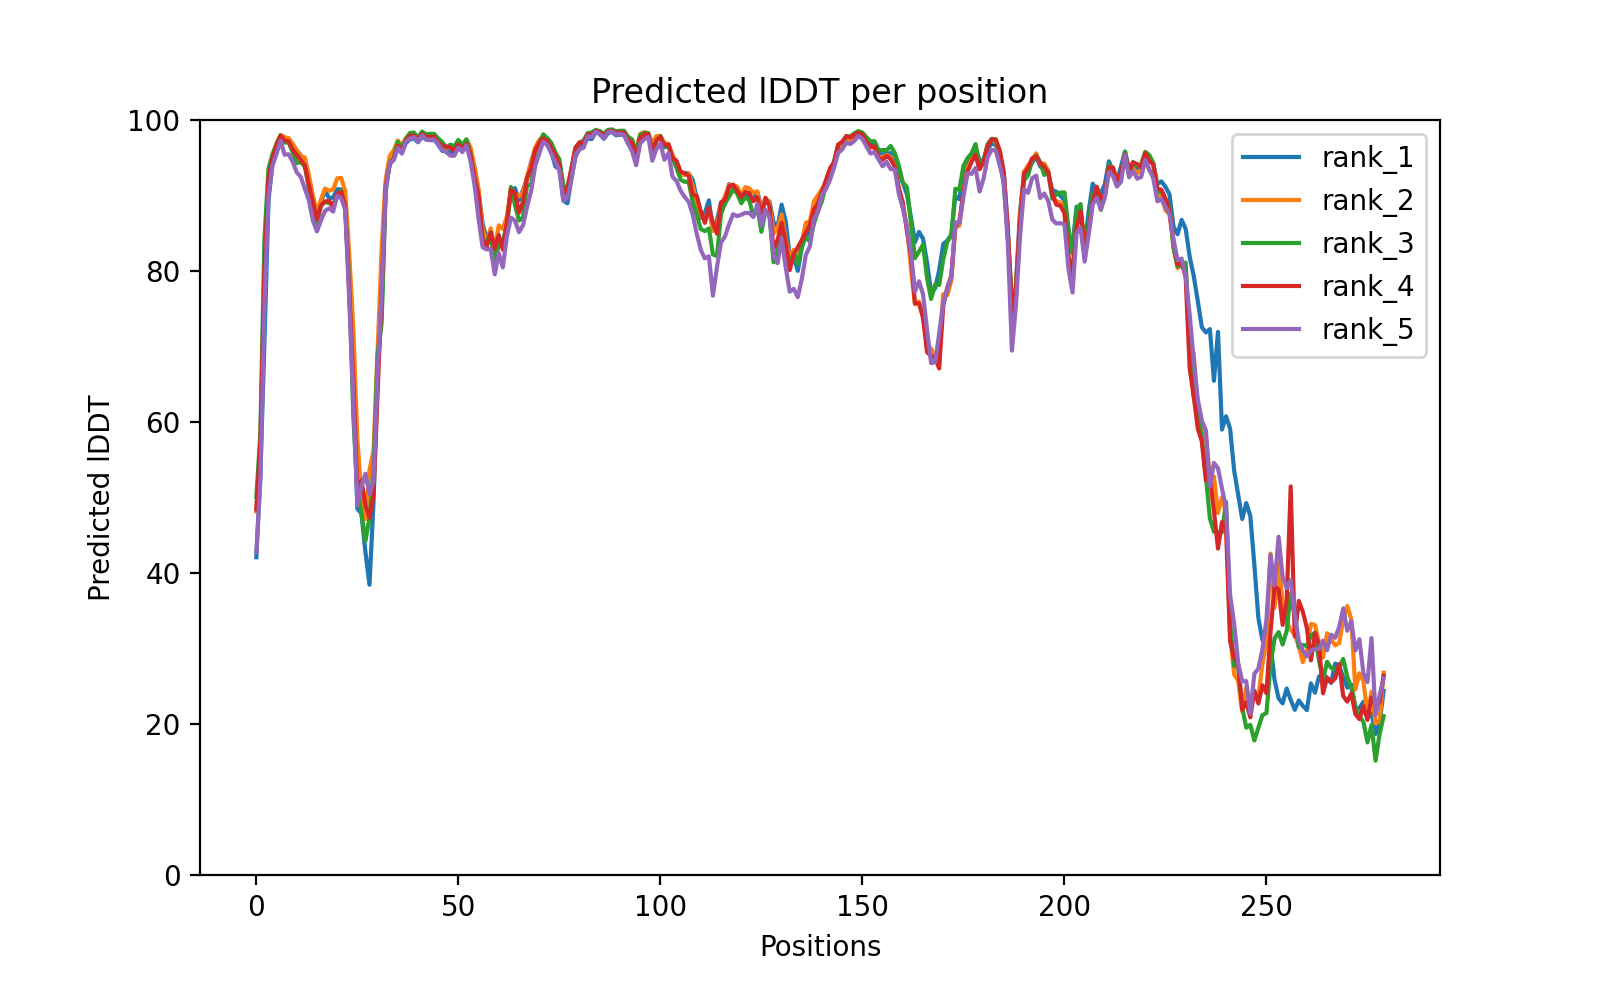 Predicted lDDT per position
100
80
60
40
20
0
Predicted lDDT
0 50 100 150 200 250
Positions
rank_1
rank_2
rank_3
rank_4
rank_5